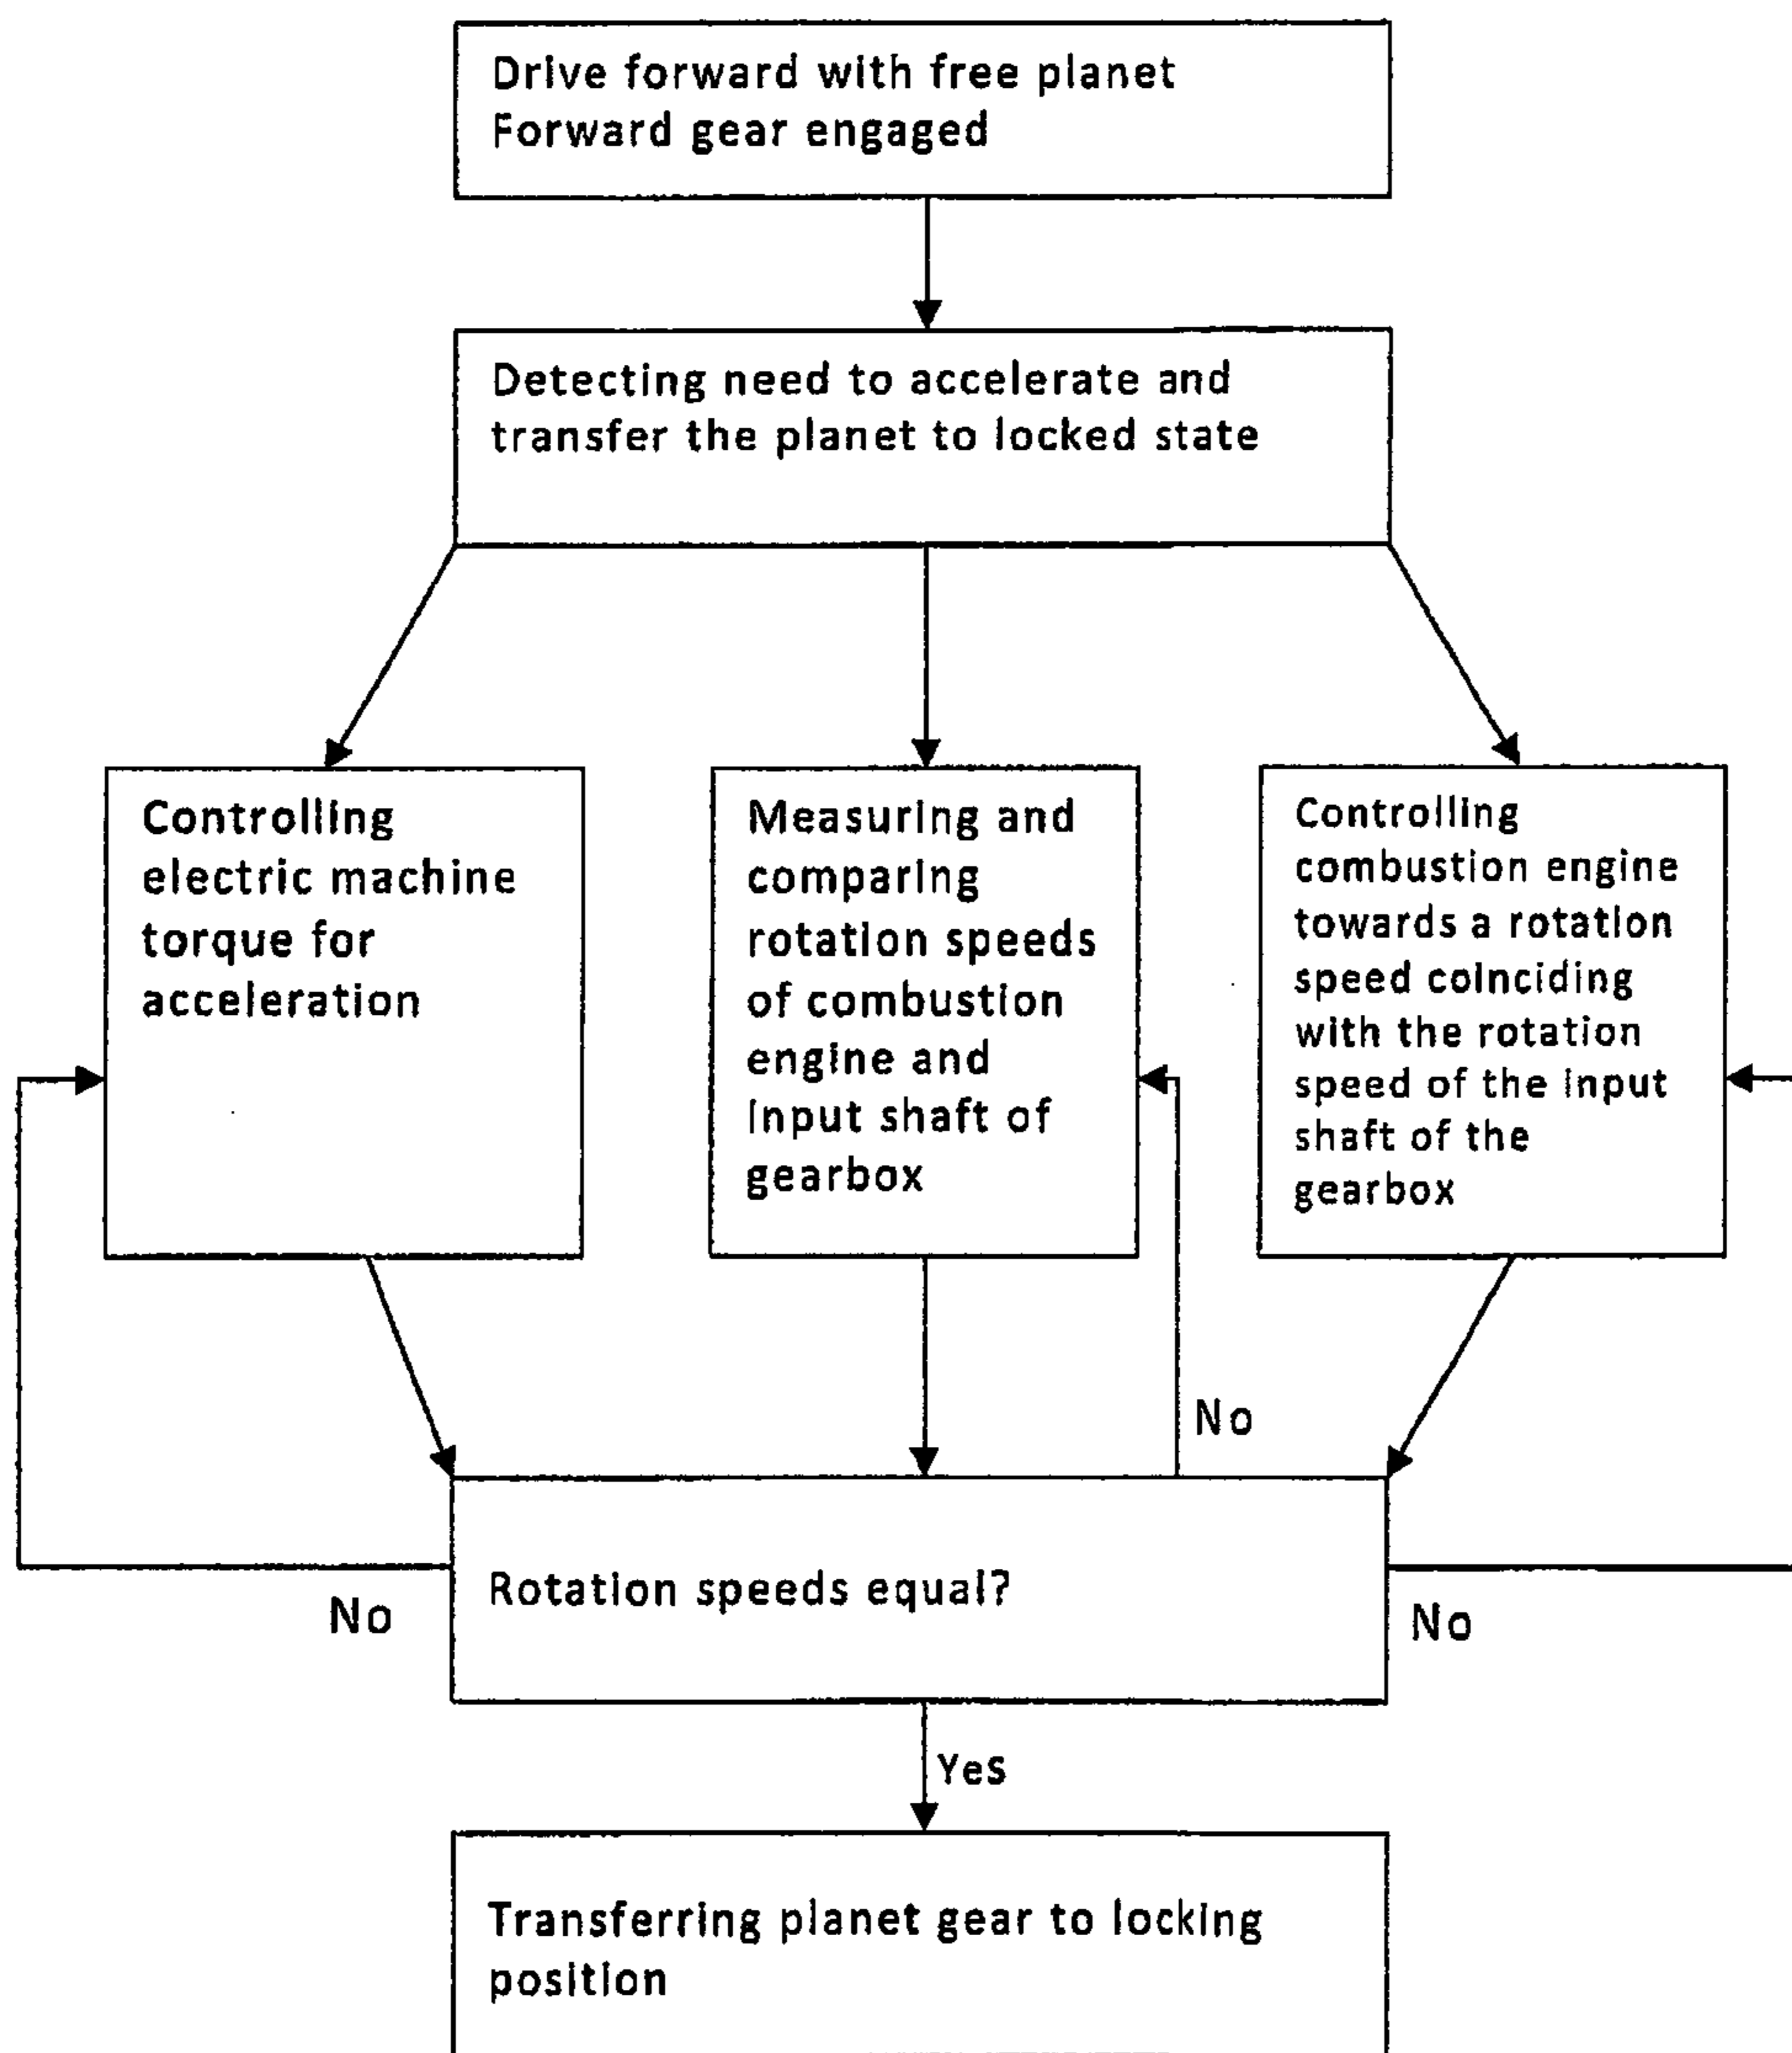 Drive forward with free planet
Forward gear engaged
Detecting need to accelerate and
transfer the planet to locked state
Controlling
electric machine
torque for
acceleration
Measuring and
comparing
rotation speeds
of combustion
engine and
input shaft of
gearbox
Controlling
combustion engine
towards a rotation
speed coinciding
with the rotation
speed of the input
shaft of the
gearbox
No
Rotation speeds equal?
No
No
Yes
Transferring planet gear to locking
position